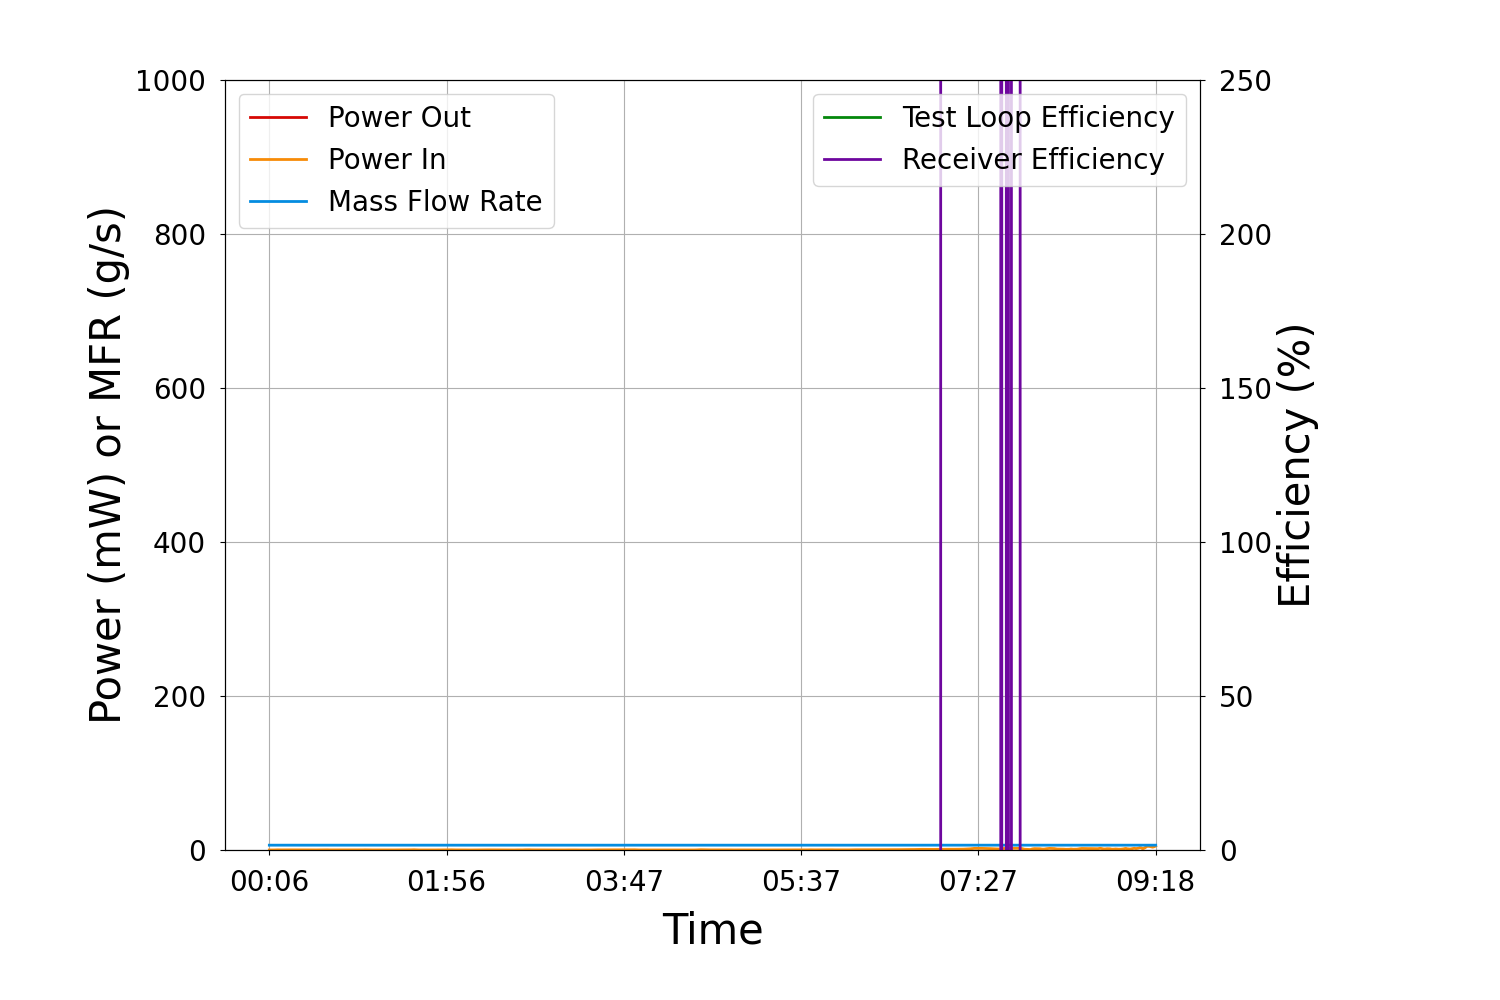 1000
800
600
400
200
0
Power (mW) or MFR (g/s)
Power Out
Power In
Mass Flow Rate
Test Loop Efficiency
Receiver Efficiency
250
200
150
100
50
0
Efficiency (%)
00:06 01:56 03:47 05:37 07:27 09:18
Time